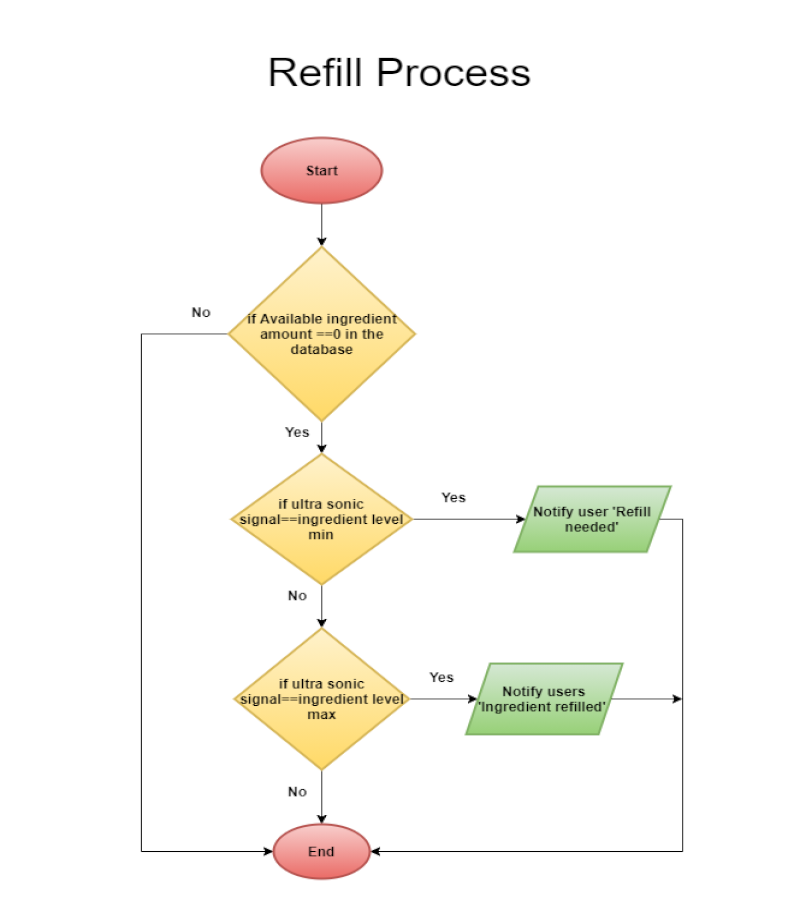 Refill Process
Start
No
if Available ingredient
amount ==0 in the
database
Yes
if ultra sonic
signal==ingredient level
min
Yes
Notify user 'Refill
needed'
No
if ultra sonic
signal==ingredient level
max
Yes
Notify users
'Ingredient refilled'
No
End